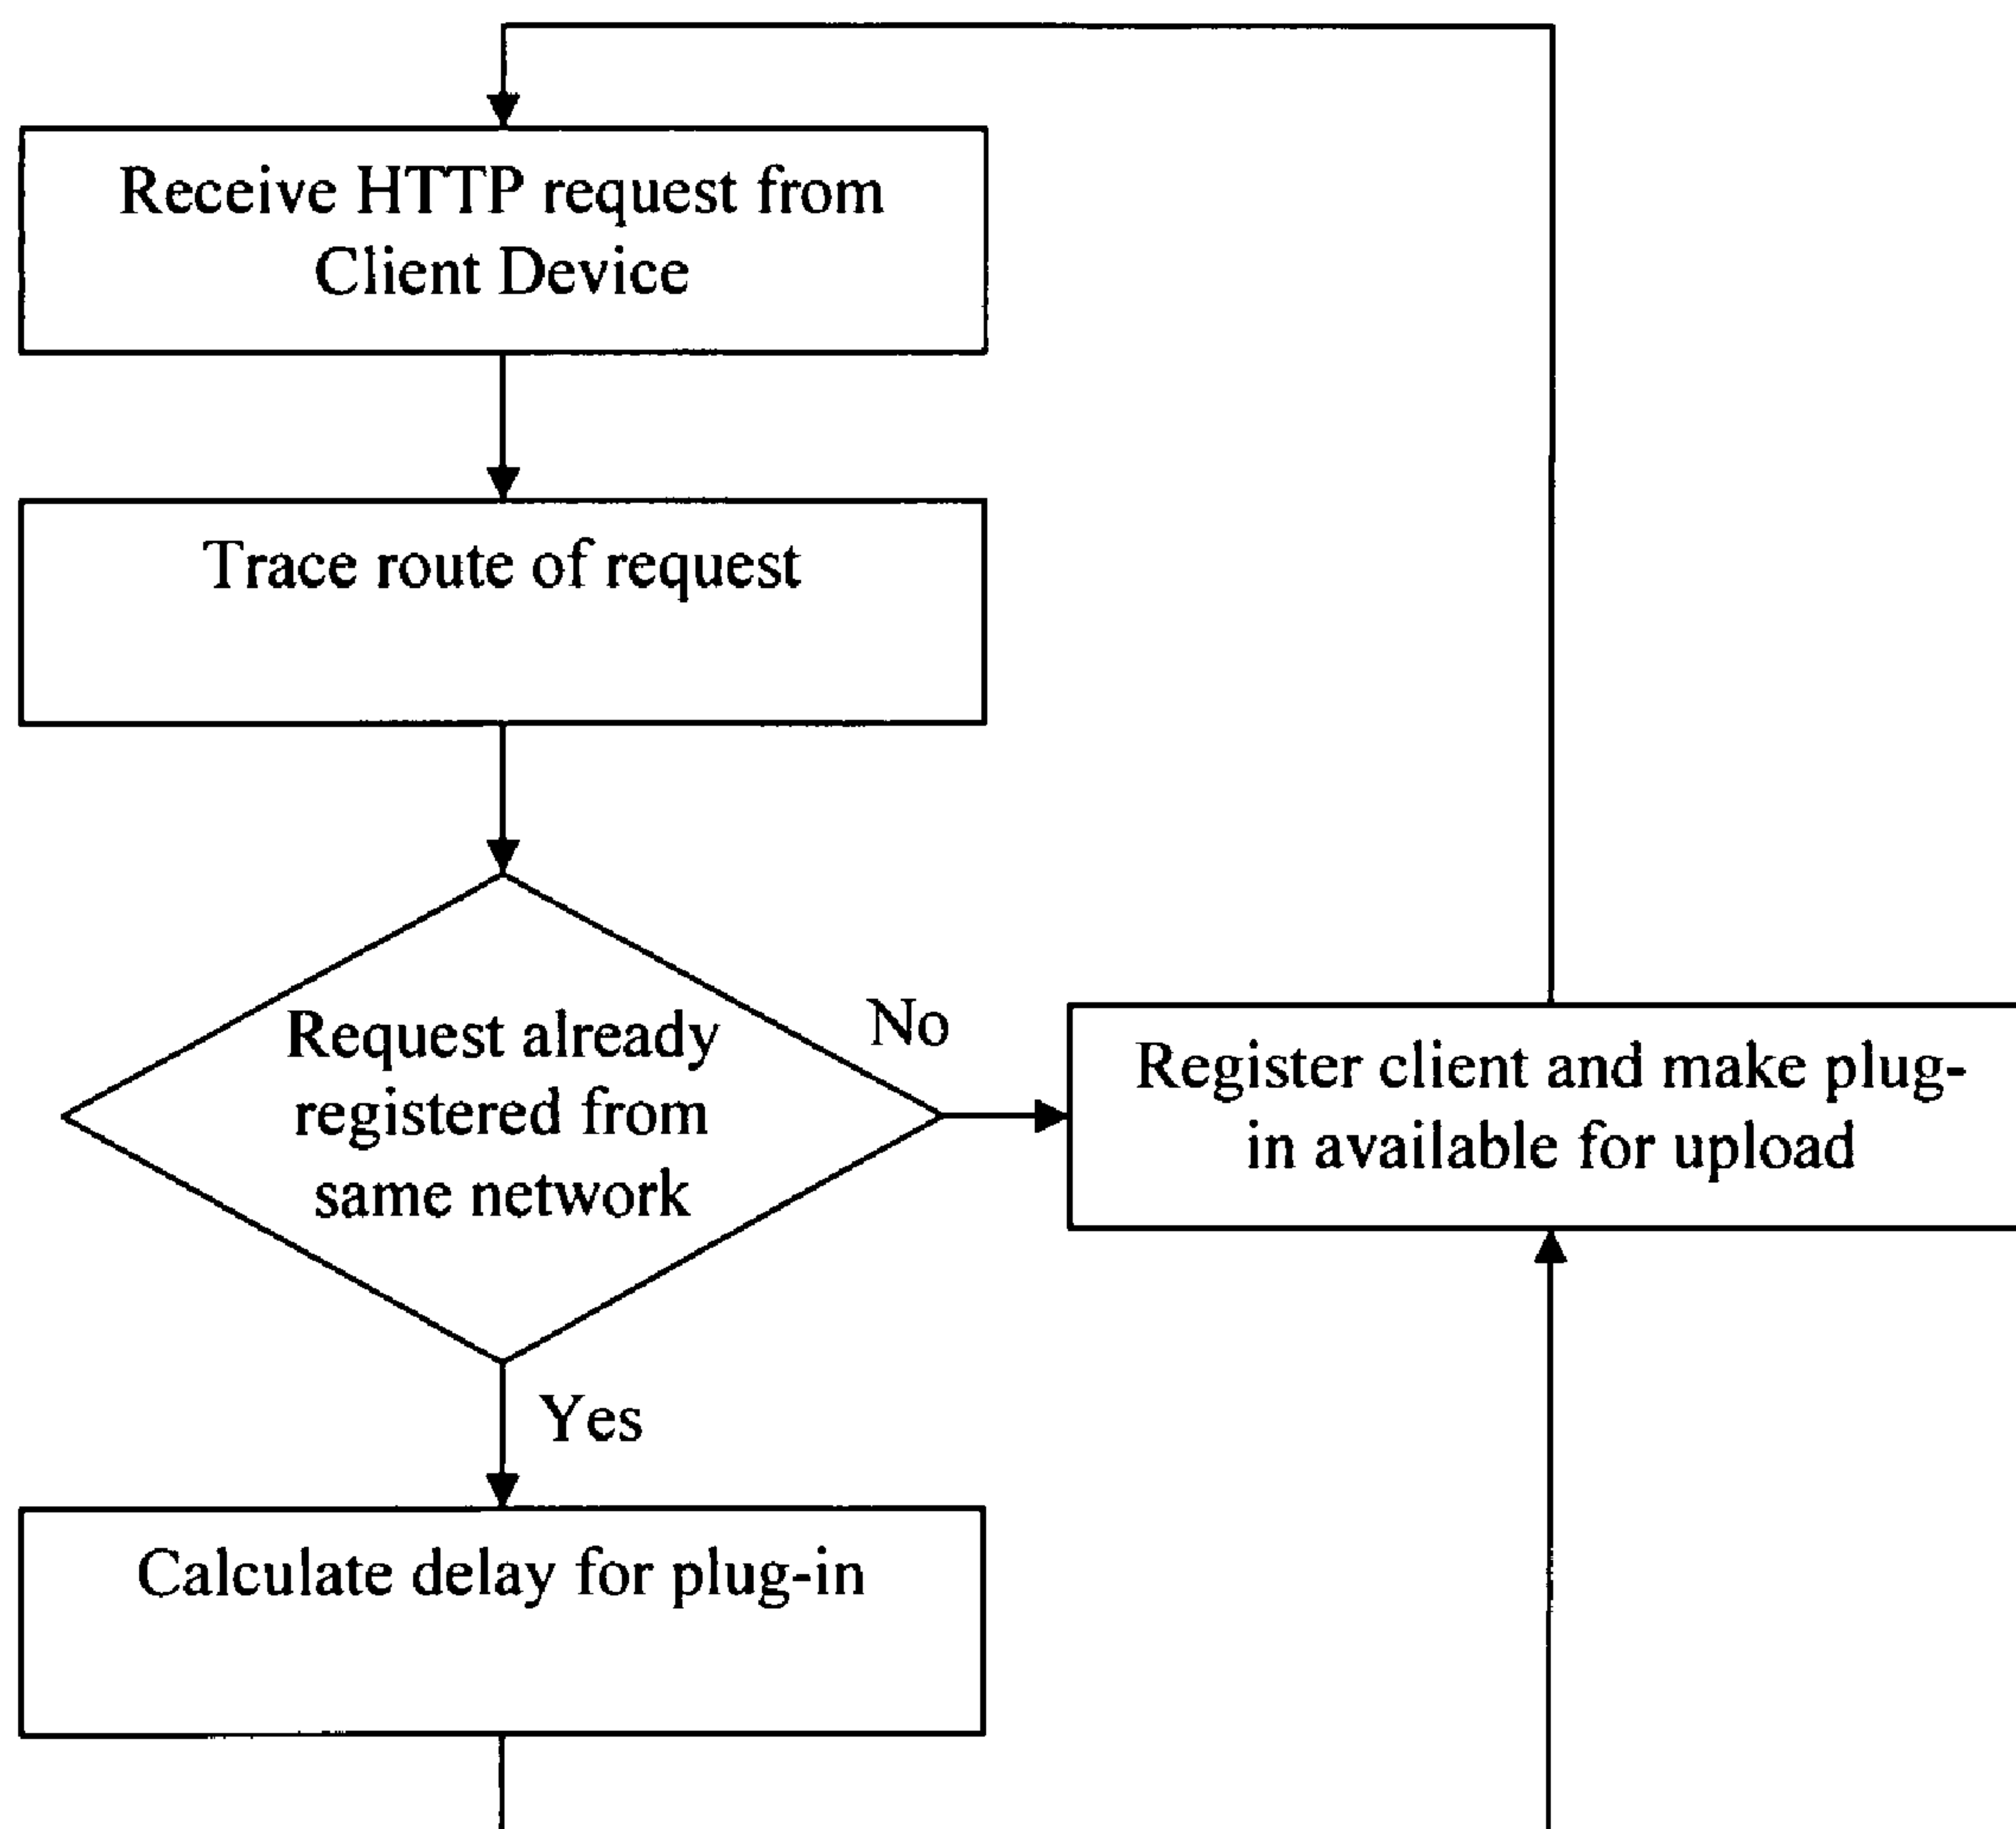 Receive HTTP request from
Client Device
Trace route of request
Request already
registered from
same network
No
Register client and make plug-
in available for upload
Yes
Calculate delay for plug-in